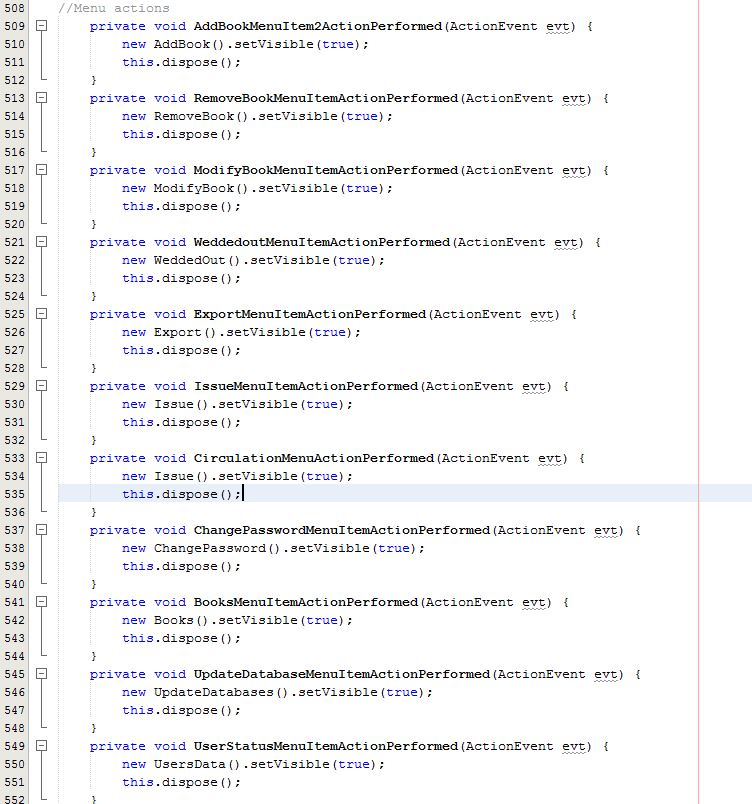 508 //Menu actions
509 private void AddBookMenuItem2ActionPerformed(ActionEvent evt) {
510 new AddBook().setVisible(true);
511 this.dispose();
512 }
513 private void RemoveBookMenuItemActionPerformed(ActionEvent evt) {
514 new RemoveBook().setVisible(true);
515 this.dispose();
516 }
517 private void ModifyBookMenuItemActionPerformed(ActionEvent evt) {
518 new ModifyBook().setVisible(true);
519 this.dispose();
520 }
521 private void WeddedoutMenuItemActionPerformed(ActionEvent evt) {
522 new WeddedOut().setVisible(true);
523 this.dispose();
524 }
525 private void ExportMenuItemActionPerformed(ActionEvent evt) {
526 new Export().setVisible(true);
527 this.dispose();
528 }
529 private void IssueMenuItemActionPerformed(ActionEvent evt) {
530 new Issue().setVisible(true);
531 this.dispose();
532 }
533 private void CirculationMenuActionPerformed(ActionEvent evt) {
534 new Issue().setVisible(true);
535 this.dispose();
536 }
537 private void ChangePasswordMenuItemActionPerformed(ActionEvent evt) {
538 new ChangePassword().setVisible(true);
539 this.dispose();
540 }
541 private void BooksMenuItemActionPerformed(ActionEvent evt) {
542 new Books().setVisible(true);
543 this.dispose();
544 }
545 private void UpdateDatabaseMenuItemActionPerformed(ActionEvent evt) {
546 new UpdateDatabases().setVisible(true);
547 this.dispose();
548 }
549 private void UserStatusMenuItemActionPerformed(ActionEvent evt) {
550 new UsersData().setVisible(true);
551 this.dispose();
552 }